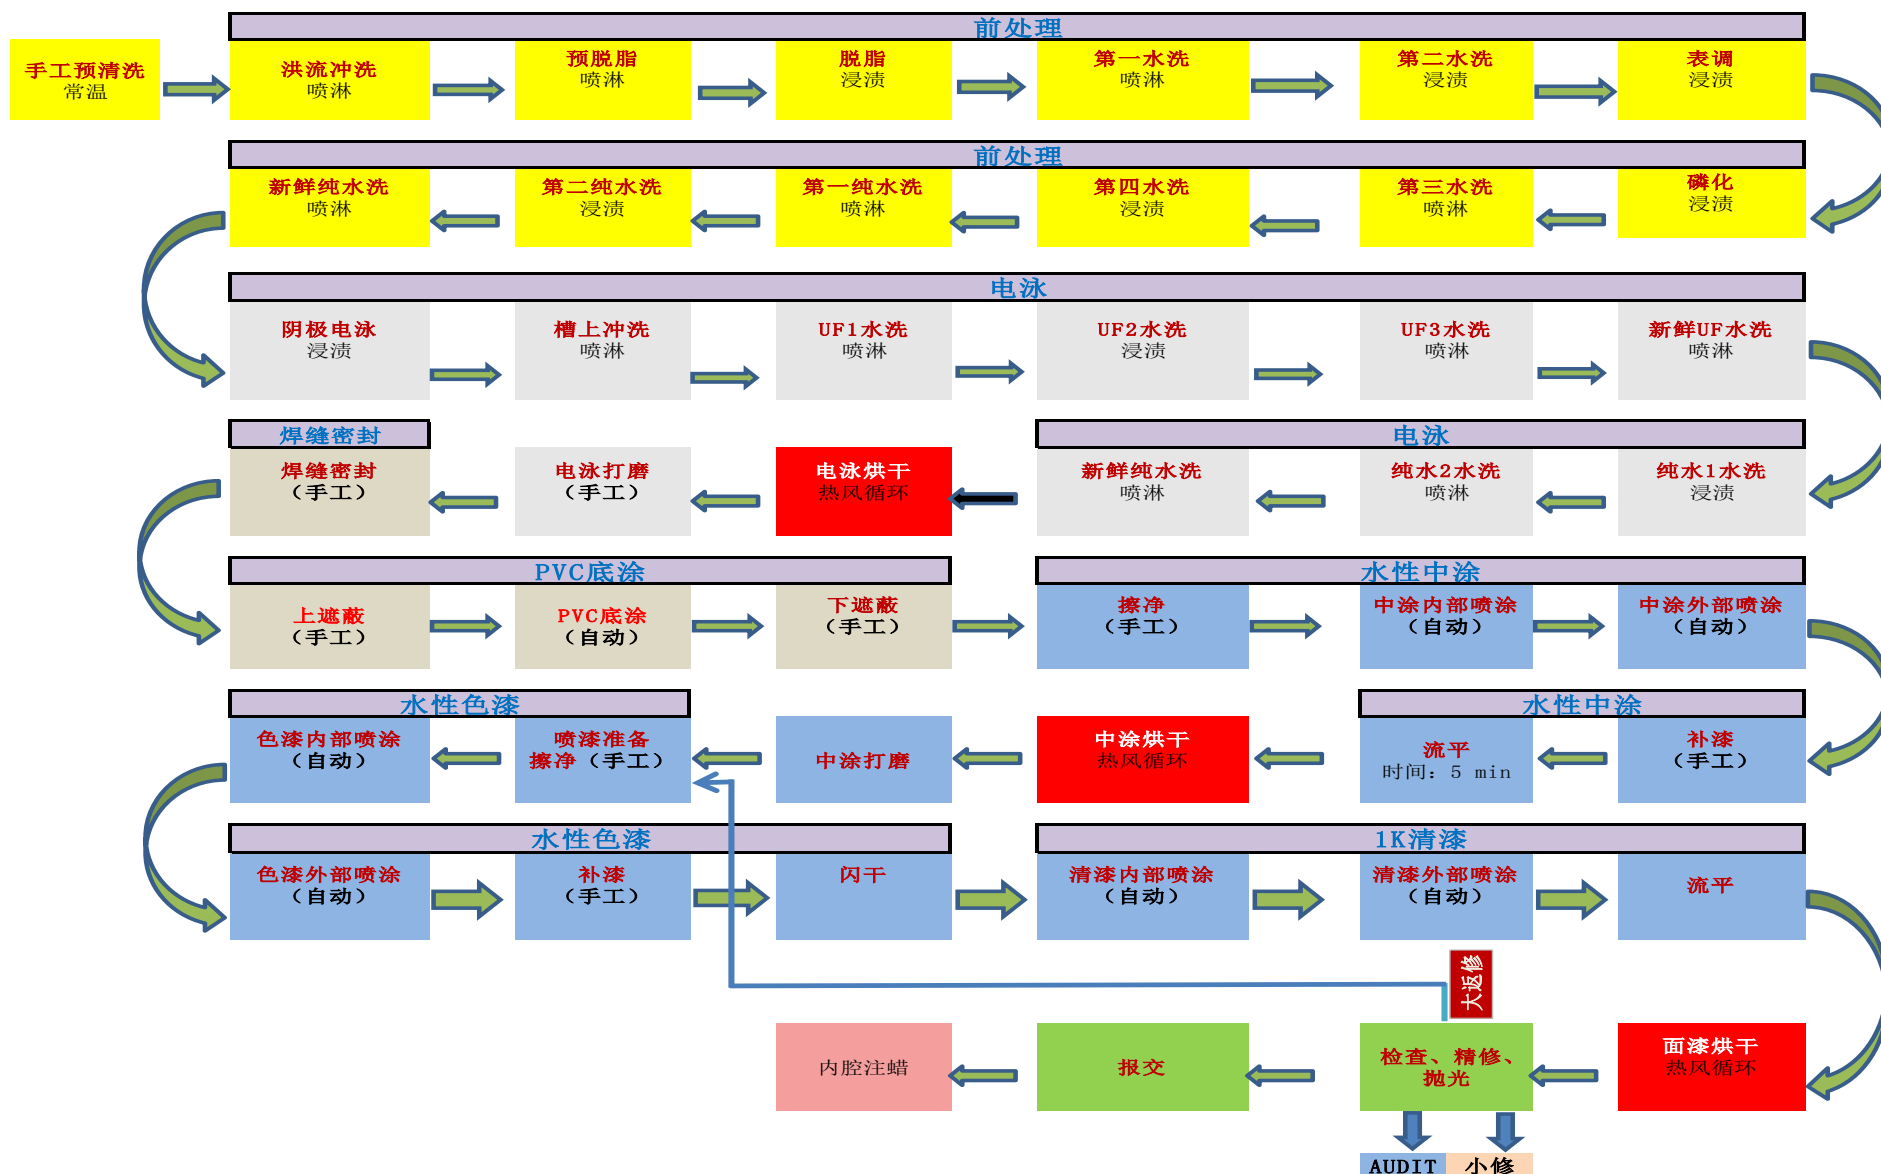 前处理
手工预清洗
常温
洪流冲洗
喷淋
预脱脂
喷淋
脱脂
浸渍
第一水洗
喷淋
第二水洗
浸渍
表调
浸渍
前处理
新鲜纯水洗
喷淋
第二纯水洗
浸渍
第一纯水洗
喷淋
第四水洗
浸渍
第三水洗
喷淋
磷化
浸渍
电泳
阴极电泳
浸渍
槽上冲洗
喷淋
UF1水洗
喷淋
UF2水洗
浸渍
UF3水洗
喷淋
新鲜UF水洗
喷淋
焊缝密封
电泳
焊缝密封
（手工）
电泳打磨
（手工）
电泳烘干
热风循环
新鲜纯水洗
喷淋
纯水2水洗
喷淋
纯水1水洗
浸渍
PVC底涂
水性中涂
上遮蔽
（手工）
PVC底涂
（自动）
下遮蔽
（手工）
擦净
（手工）
中涂内部喷涂
（自动）
中涂外部喷涂
（自动）
水性色漆
水性中涂
色漆内部喷涂
（自动）
喷漆准备
擦净（手工）
中涂打磨
中涂烘干
热风循环
流平
时间：5 min
补漆
（手工）
水性色漆
1K清漆
色漆外部喷涂
（自动）
补漆
（手工）
闪干
清漆内部喷涂
（自动）
清漆外部喷涂
（自动）
流平
大返修
内腔注蜡
报交
检查、精修、
抛光
面漆烘干
热风循环
AUDIT
小修